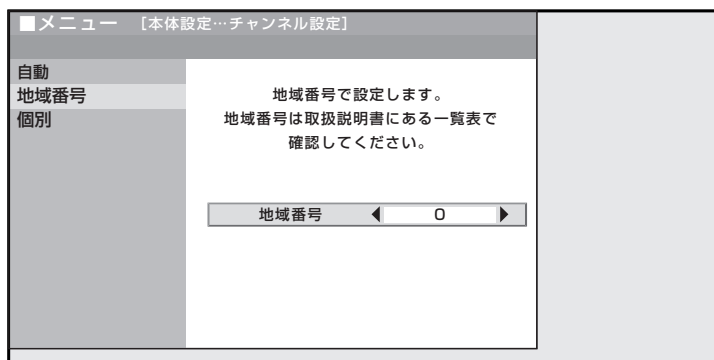 ■メニュー [本体設定…チャンネル設定]
自動
地域番号
個別
地域番号で設定します。
地域番号は取扱説明書にある一覧表で
確認してください。
地域番号 ◀ 0 ▶